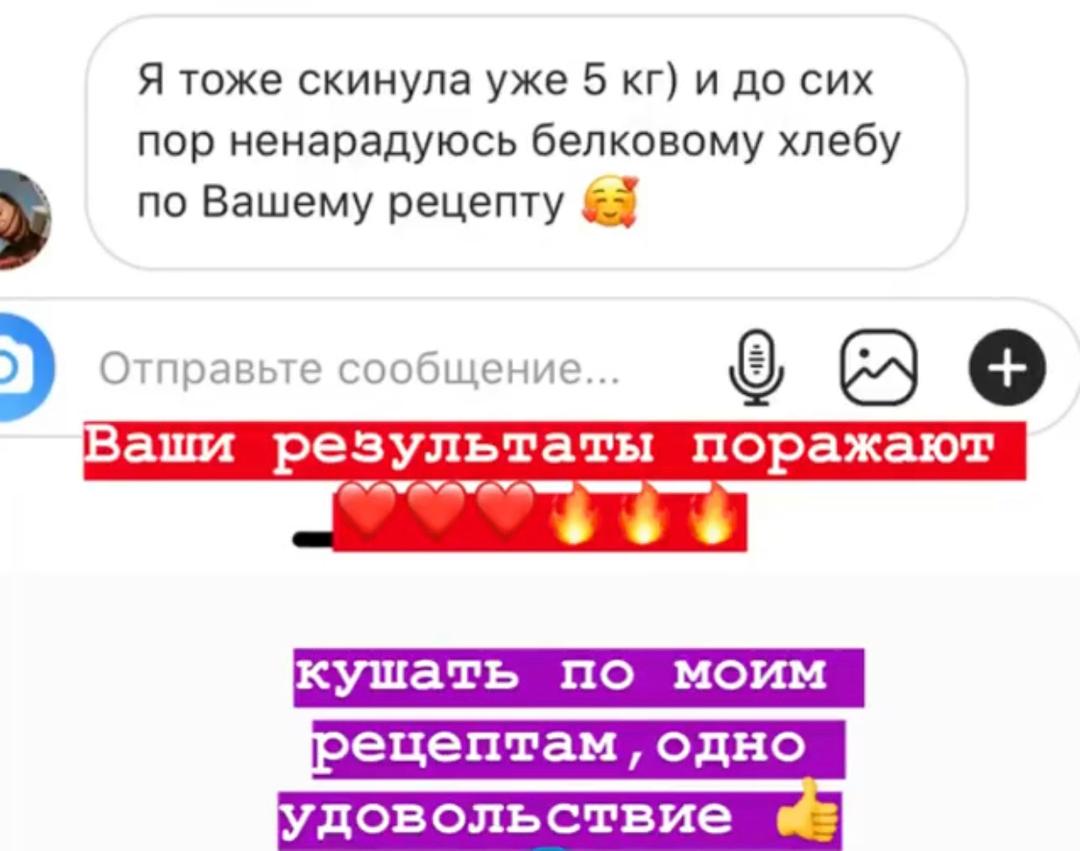 Я тоже скинула уже 5 кг) и до сих
пор ненарадуюсь белковому хлебу
по Вашему рецепту 🥰
Отправьте сообщение...
Ваши результаты поражают
❤️❤️❤️🔥🔥🔥
кушать по моим
рецептам,одно
удовольствие 👍